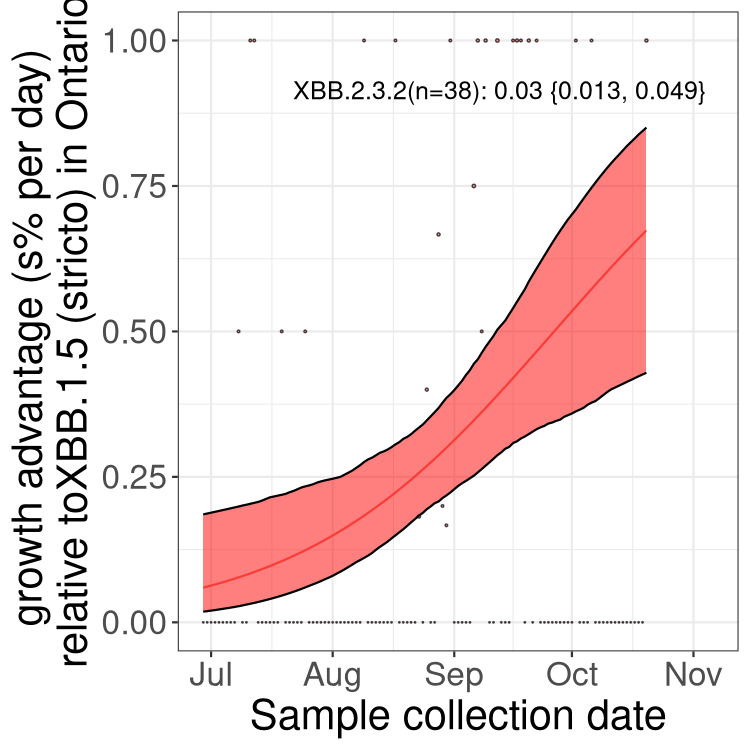 growth advantage (s% per day)
relative toXBB.1.5 (stricto) in Ontario
1.00
0.75
0.50
0.25
0.00
XBB.2.3.2(n=38): 0.03 {0.013, 0.049}
Jul Aug Sep Oct Nov
Sample collection date